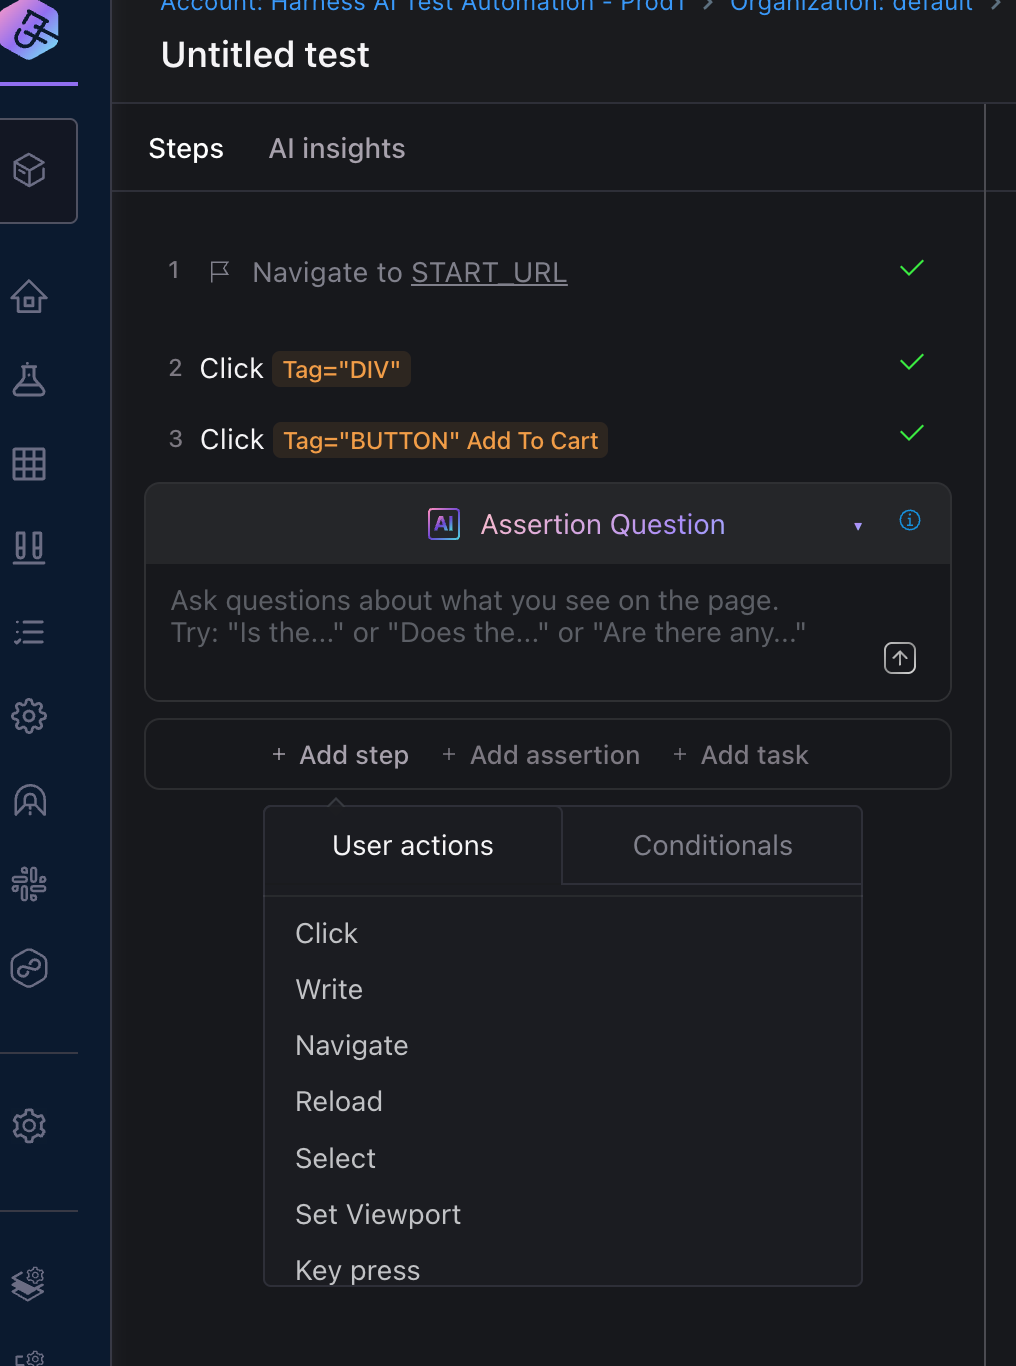 Account: Harness AI Test Automation - Prod1 > Organization: default >
Untitled test
Steps AI insights
1 Navigate to START_URL
2 Click Tag="DIV"
3 Click Tag="BUTTON" Add To Cart
AI Assertion Question
Ask questions about what you see on the page.
Try: "Is the..." or "Does the..." or "Are there any..."
+ Add step + Add assertion + Add task
User actions Conditionals
Click
Write
Navigate
Reload
Select
Set Viewport
Key press